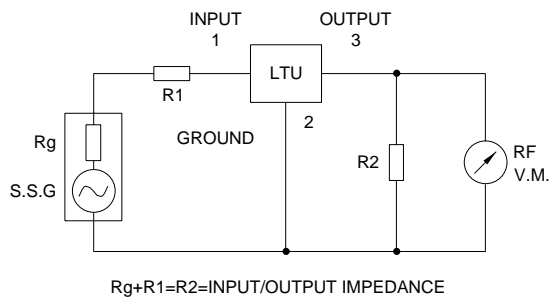 INPUT
1
OUTPUT
3
LTU
R1
2
GROUND
Rg
S.S.G
R2
RF
V.M.
Rg+R1=R2=INPUT/OUTPUT IMPEDANCE